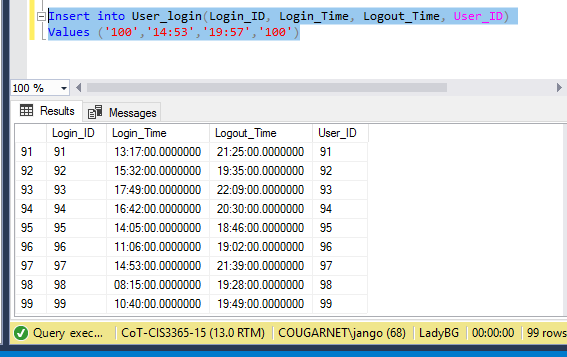 Insert into User_login(Login_ID, Login_Time, Logout_Time, User_ID)
Values ('100','14:53','19:57','100')
100 %
Results Messages
Login_ID Login_Time Logout_Time User_ID
91 91 13:17:00.0000000 21:25:00.0000000 91
92 92 15:32:00.0000000 19:35:00.0000000 92
93 93 17:49:00.0000000 22:09:00.0000000 93
94 94 16:42:00.0000000 20:30:00.0000000 94
95 95 14:05:00.0000000 18:46:00.0000000 95
96 96 11:06:00.0000000 19:02:00.0000000 96
97 97 14:53:00.0000000 21:39:00.0000000 97
98 98 08:15:00.0000000 19:28:00.0000000 98
99 99 10:40:00.0000000 19:49:00.0000000 99
Query exec... CoT-CIS3365-15 (13.0 RTM) COUGARNET\jango (68) LadyBG 00:00:00 99 rows